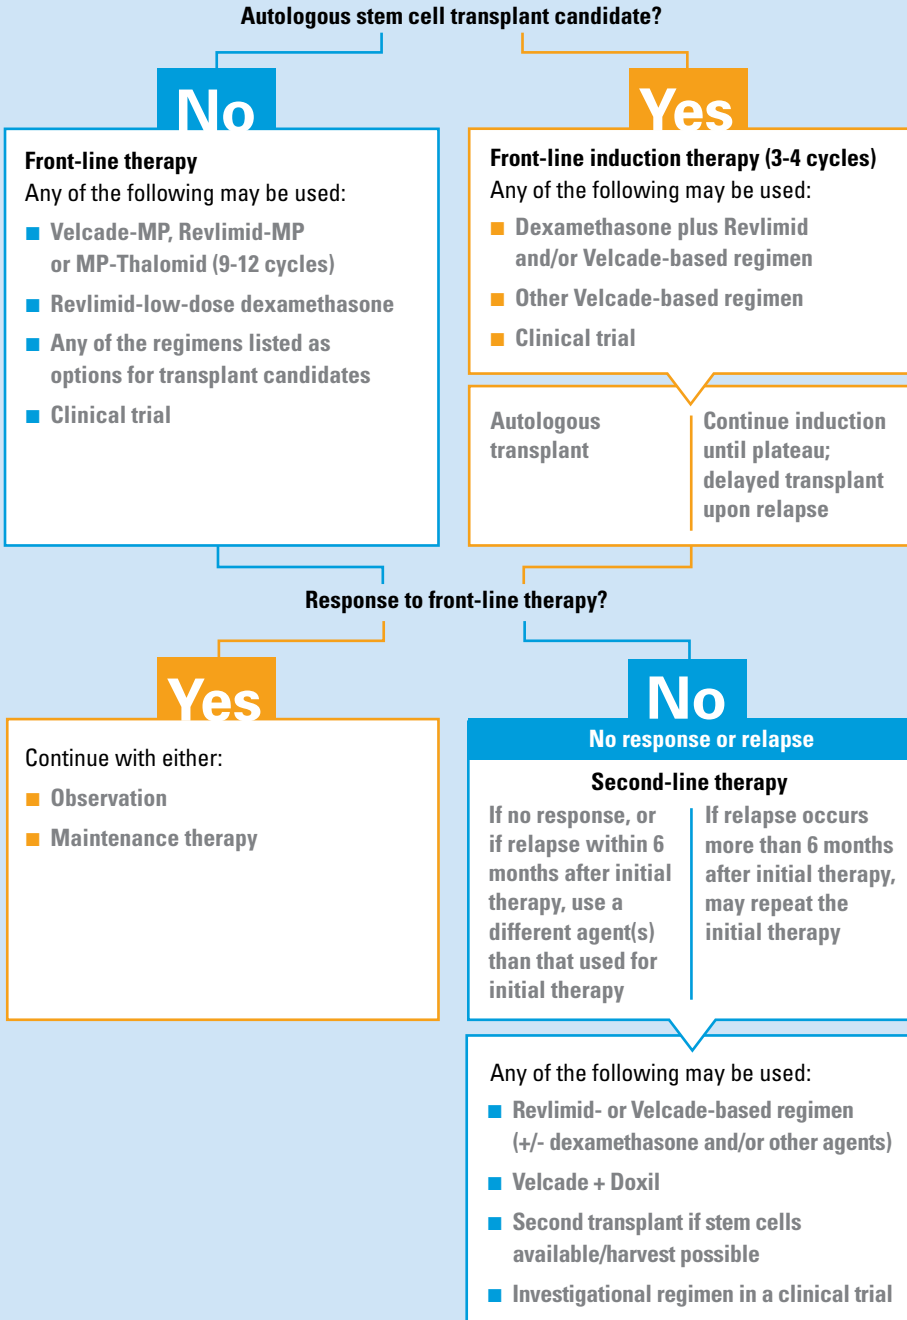 Autologous stem cell transplant candidate?
No
Front-line therapy
Any of the following may be used:
■ Velcade-MP, Revlimid-MP
or MP-Thalomid (9-12 cycles)
■ Revlimid-low-dose dexamethasone
■ Any of the regimens listed as
options for transplant candidates
■ Clinical trial
Yes
Front-line induction therapy (3-4 cycles)
Any of the following may be used:
■ Dexamethasone plus Revlimid
and/or Velcade-based regimen
■ Other Velcade-based regimen
■ Clinical trial
Autologous
transplant
Continue induction
until plateau;
delayed transplant
upon relapse
Response to front-line therapy?
Yes
Continue with either:
■ Observation
■ Maintenance therapy
No
No response or relapse
Second-line therapy
If no response, or
if relapse within 6
months after initial
therapy, use a
different agent(s)
than that used for
initial therapy
If relapse occurs
more than 6 months
after initial therapy,
may repeat the
initial therapy
Any of the following may be used:
■ Revlimid- or Velcade-based regimen
(+/- dexamethasone and/or other agents)
■ Velcade + Doxil
■ Second transplant if stem cells
available/harvest possible
■ Investigational regimen in a clinical trial